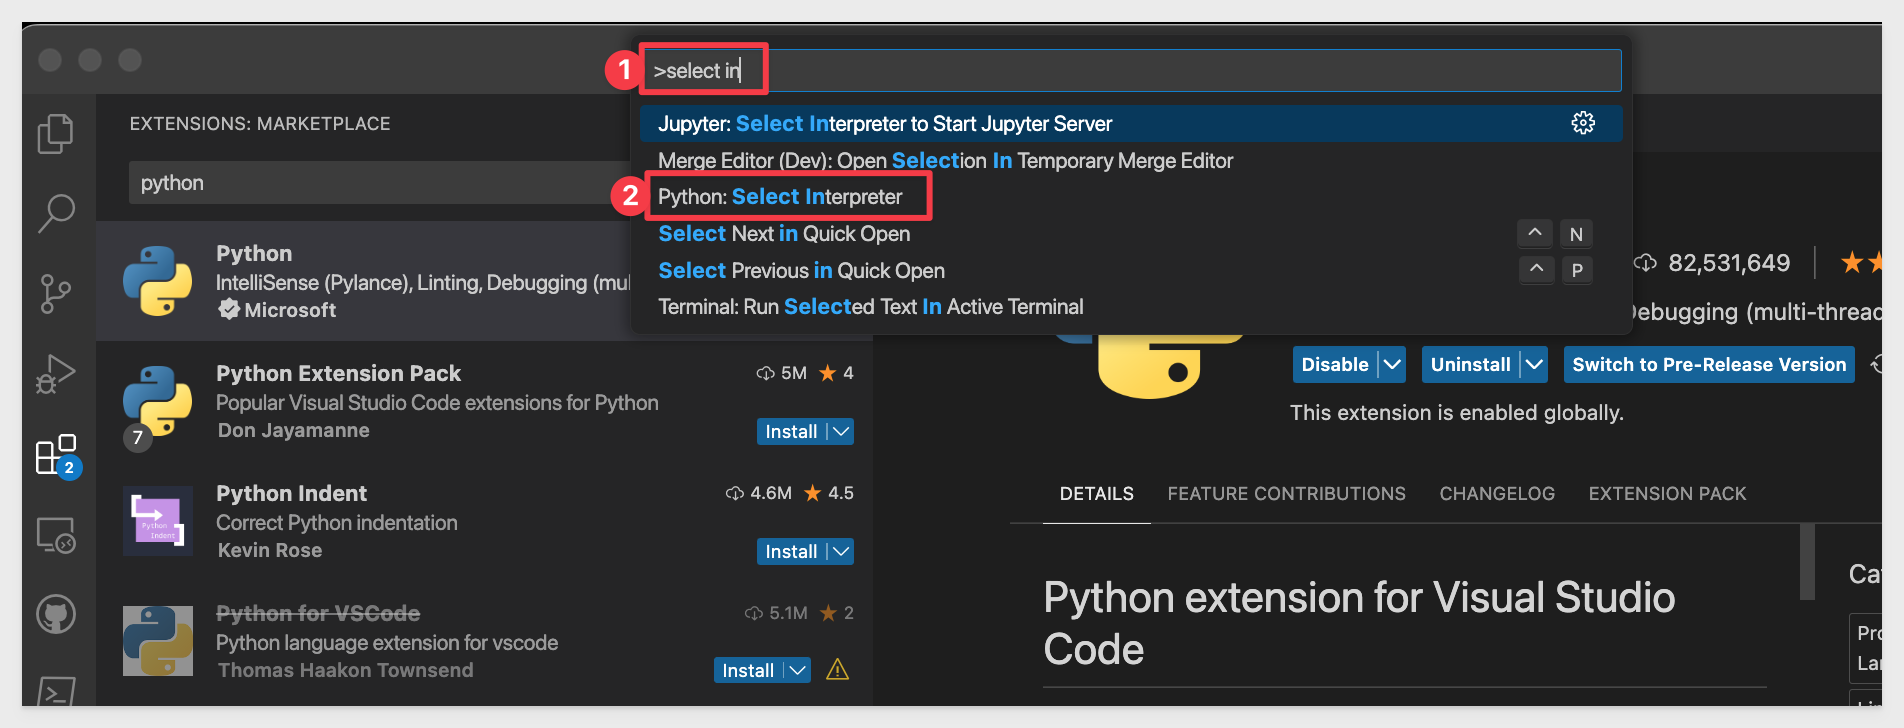 1
>select in
Jupyter: Select Interpreter to Start Jupyter Server
Merge Editor (Dev): Open Selection In Temporary Merge Editor
2
Python: Select Interpreter
Select Next in Quick Open
^ N
Select Previous in Quick Open
^ P
Terminal: Run Selected Text In Active Terminal
EXTENSIONS: MARKETPLACE
python
Python
IntelliSense (Pylance), Linting, Debugging (mul
Microsoft
Python Extension Pack
5M
4
Popular Visual Studio Code extensions for Python
Don Jayamanne
Install
7
Python Indent
4.6M
4.5
Correct Python indentation
Kevin Rose
Install
Python
Indent
Python for VSCode
5.1M
2
Python language extension for vscode
Thomas Haakon Townsend
Install
2
82,531,649
Debugging (multi-threa
Disable
Uninstall
Switch to Pre-Release Version
This extension is enabled globally.
DETAILS
FEATURE CONTRIBUTIONS
CHANGELOG
EXTENSION PACK
Python extension for Visual Studio
Code
Ca
Pro
Lar